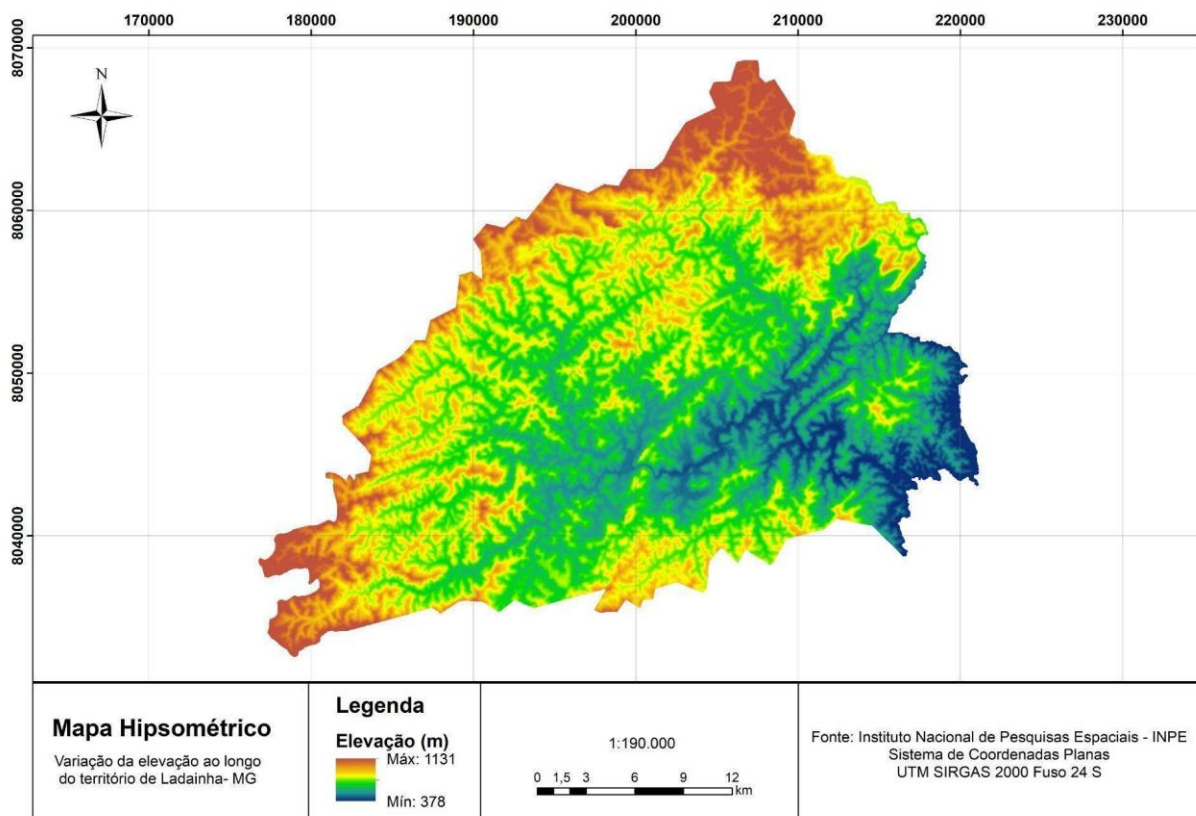 170000 180000 190000 200000 210000 220000 230000
8070000
8060000
8050000
8040000
N
Mapa Hipsométrico
Variação da elevação ao longo
do território de Ladainha- MG
Legenda
Elevação (m)
Máx: 1131
Mín: 378
1:190.000
0 1,5 3 6 9 12
km
Fonte: Instituto Nacional de Pesquisas Espaciais - INPE
Sistema de Coordenadas Planas
UTM SIRGAS 2000 Fuso 24 S